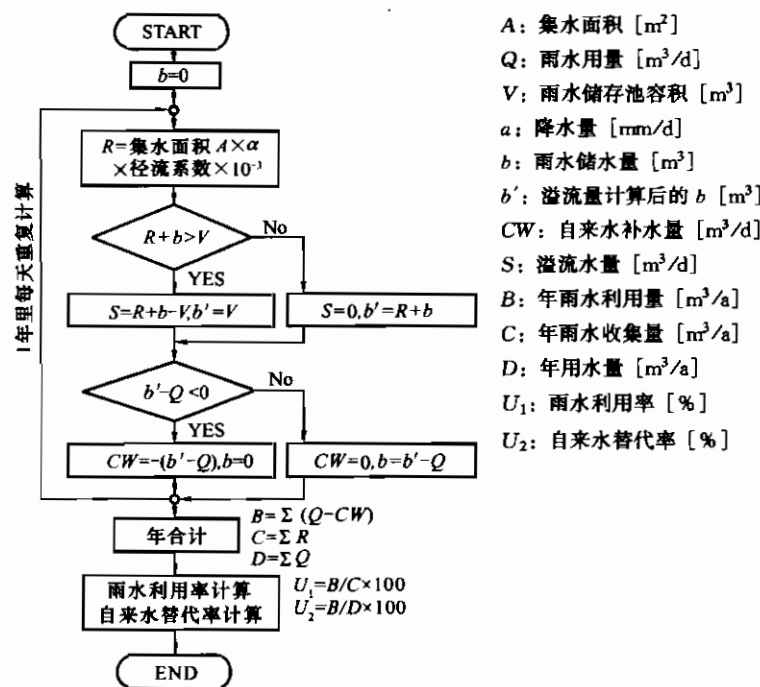 START
b=0
R=集水面积 A×α
×径流系数×10⁻³
R+b>V
No
YES
S=R+b-V,b′=V
S=0,b′=R+b
b′-Q<0
No
YES
CW=-(b′-Q),b=0
CW=0,b=b′-Q
1年里每天重复计算
年合计
B=Σ (Q-CW)
C=ΣR
D=ΣQ
雨水利用率计算
自来水替代率计算
U₁=B/C×100
U₂=B/D×100
END
A：集水面积 [m²]
Q：雨水用量 [m³/d]
V：雨水储存池容积 [m³]
a：降水量 [mm/d]
b：雨水储水量 [m³]
b′：溢流量计算后的 b [m³]
CW：自来水补水量 [m³/d]
S：溢流水量 [m³/d]
B：年雨水利用量 [m³/a]
C：年雨水收集量 [m³/a]
D：年用水量 [m³/a]
U₁：雨水利用率 [%]
U₂：自来水替代率 [%]